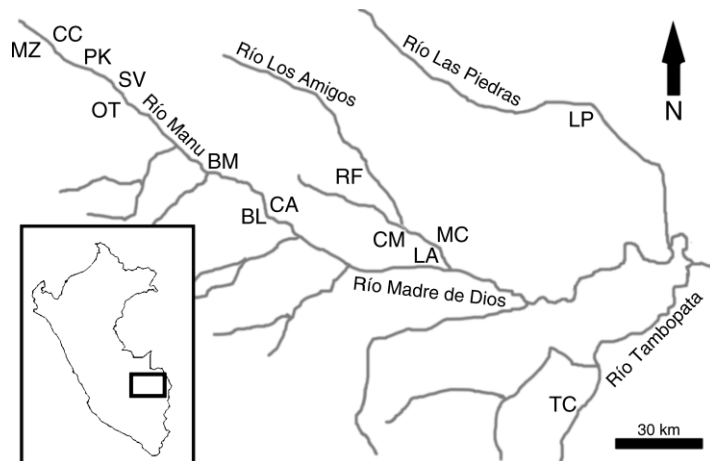 CC
MZ
PK
SV
OT
Río Manu
BM
Río Los Amigos
Río Las Piedras
N
LP
RF
CA
BL
CM
MC
LA
Río Madre de Dios
Río Tambopata
TC
30 km